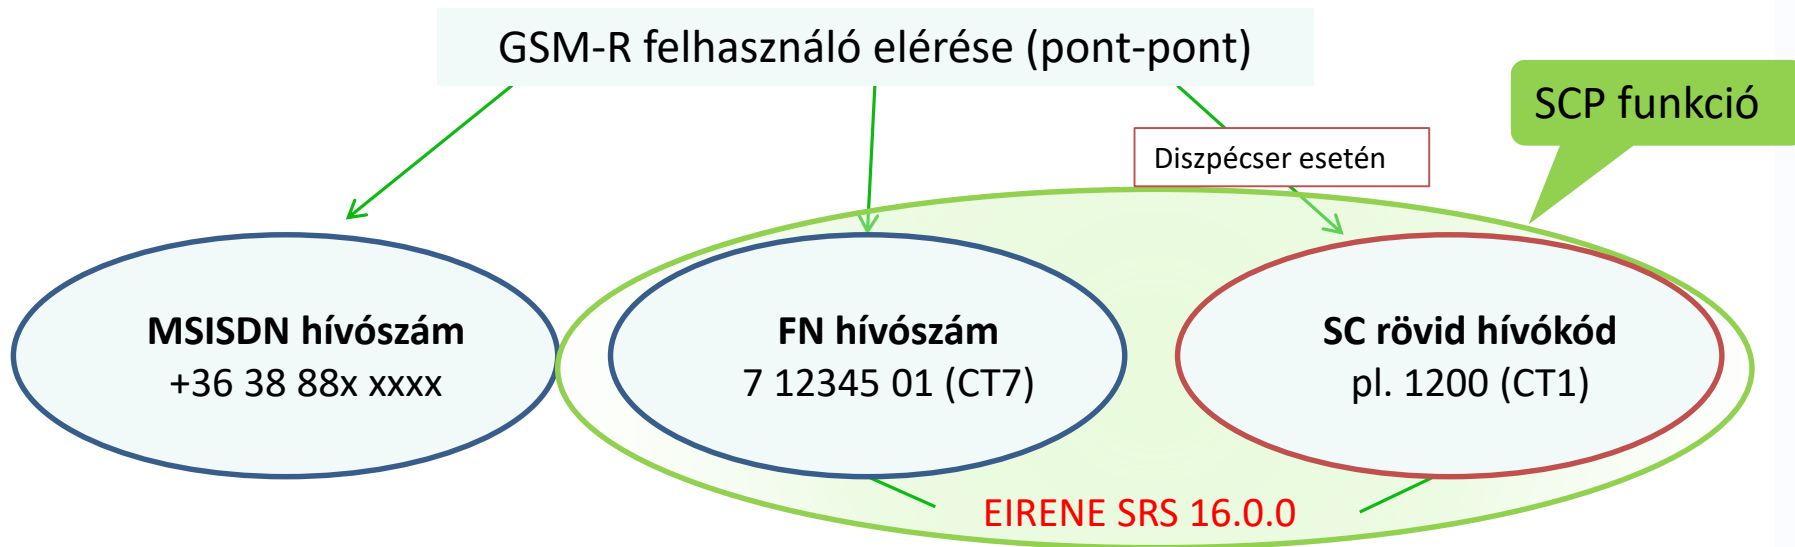 GSM-R felhasználó elérése (pont-pont)
SCP funkció
Diszpécser esetén
MSISDN hívószám
+36 38 88x xxxx
FN hívószám
7 12345 01 (CT7)
SC rövid hívókód
pl. 1200 (CT1)
EIRENE SRS 16.0.0